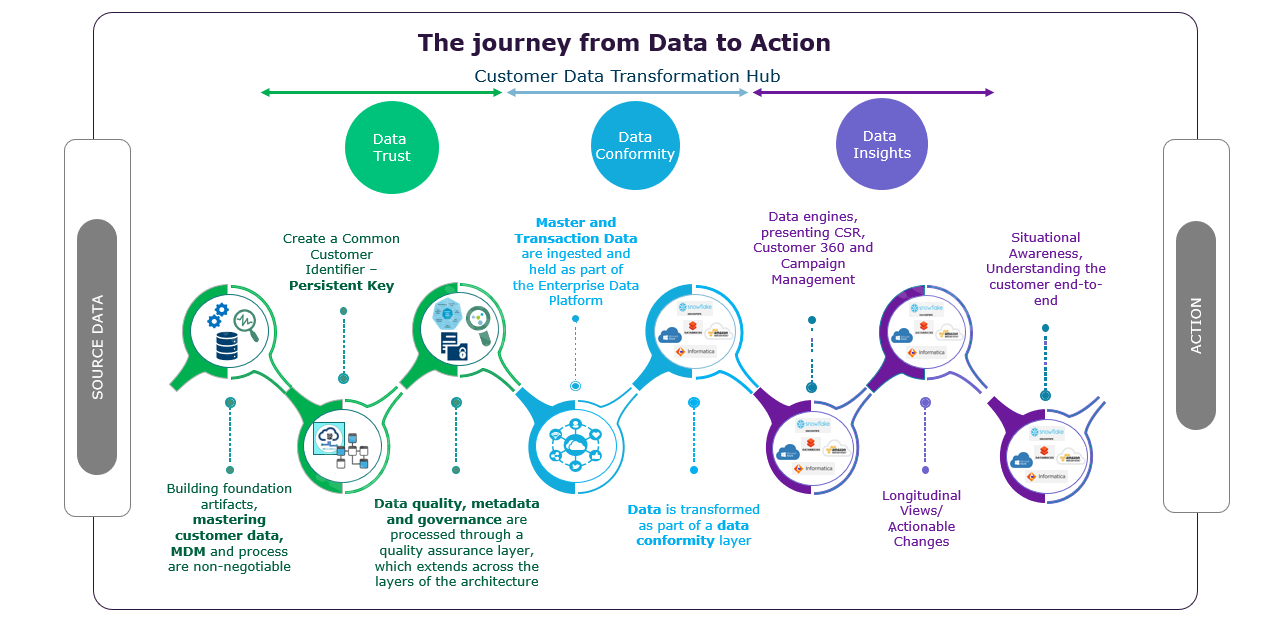 The journey from Data to Action
Customer Data Transformation Hub
Data
Trust
Data
Conformity
Data
Insights
SOURCE DATA
ACTION
Create a Common
Customer
Identifier –
Persistent Key
Master and
Transaction Data
are ingested and
held as part of
the Enterprise Data
Platform
Data engines,
presenting CSR,
Customer 360 and
Campaign
Management
Situational
Awareness,
Understanding the
customer end-to-
end
snowflake
amazon
Informatica
snowflake
amazon
Informatica
snowflake
amazon
Informatica
snowflake
amazon
Informatica
Building foundation
artifacts,
mastering
customer data,
MDM and process
are non-negotiable
Data quality, metadata
and governance are
processed through a
quality assurance layer,
which extends across the
layers of the architecture
Data is transformed
as part of a data
conformity layer
Longitudinal
Views/
Actionable
Changes